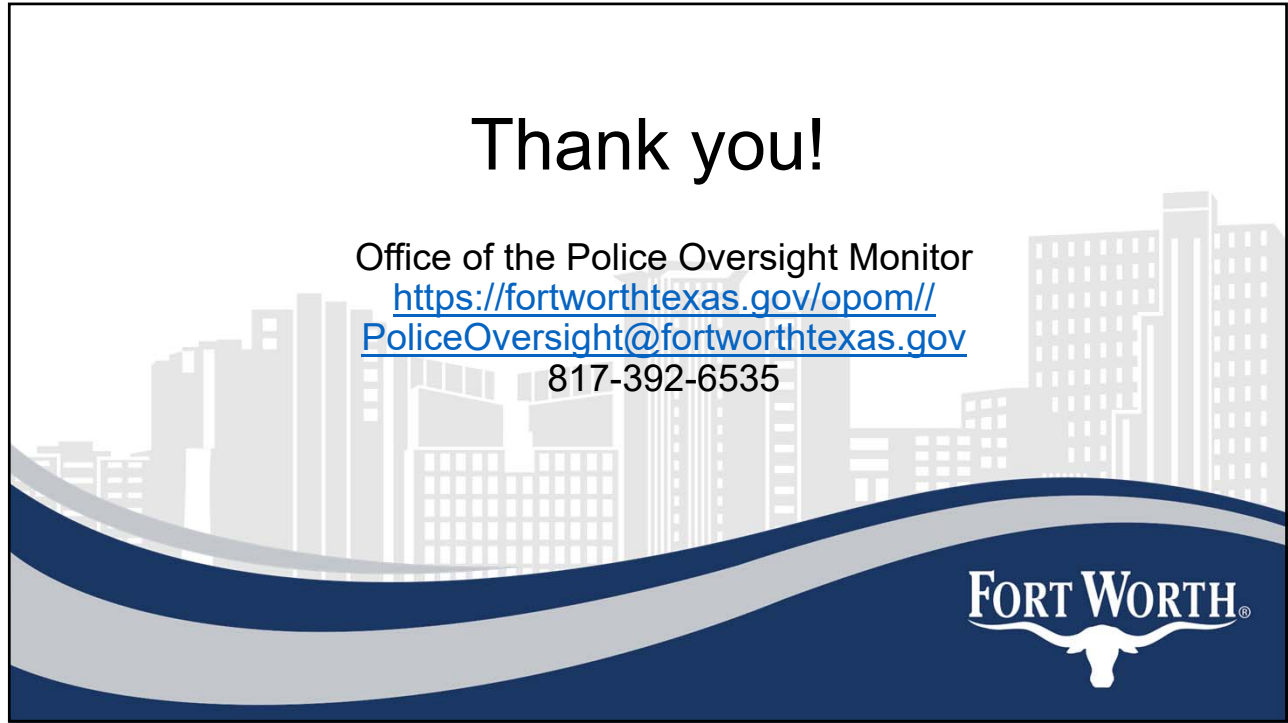 Thank you!
Office of the Police Oversight Monitor
https://fortworthtexas.gov/opom//
PoliceOversight@fortworthtexas.gov
817-392-6535
FORT WORTH®